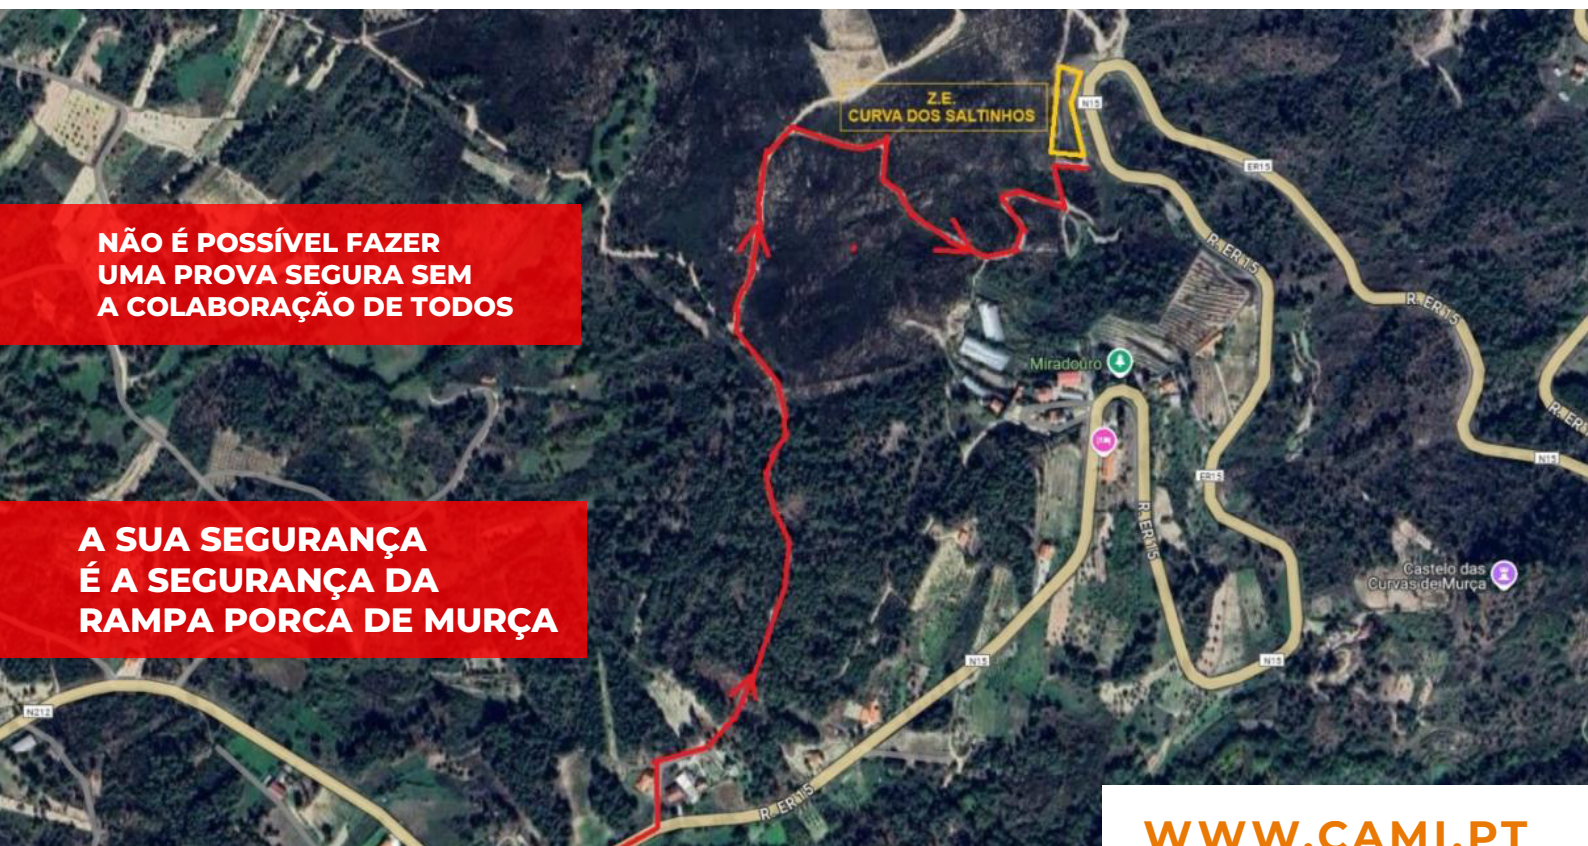 Z.E.
CURVA DOS SALTINHOS
N15
ER15
NÃO É POSSÍVEL FAZER
UMA PROVA SEGURA SEM
A COLABORAÇÃO DE TODOS
R. ER15
R. ER15
Miradouro
R. ER
N15
ER15
R. ER15
A SUA SEGURANÇA
É A SEGURANÇA DA
RAMPA PORCA DE MURÇA
Castelo das
Curvas de Murça
N15
N15
N212
R. ER15
WWW.CAMI.PT